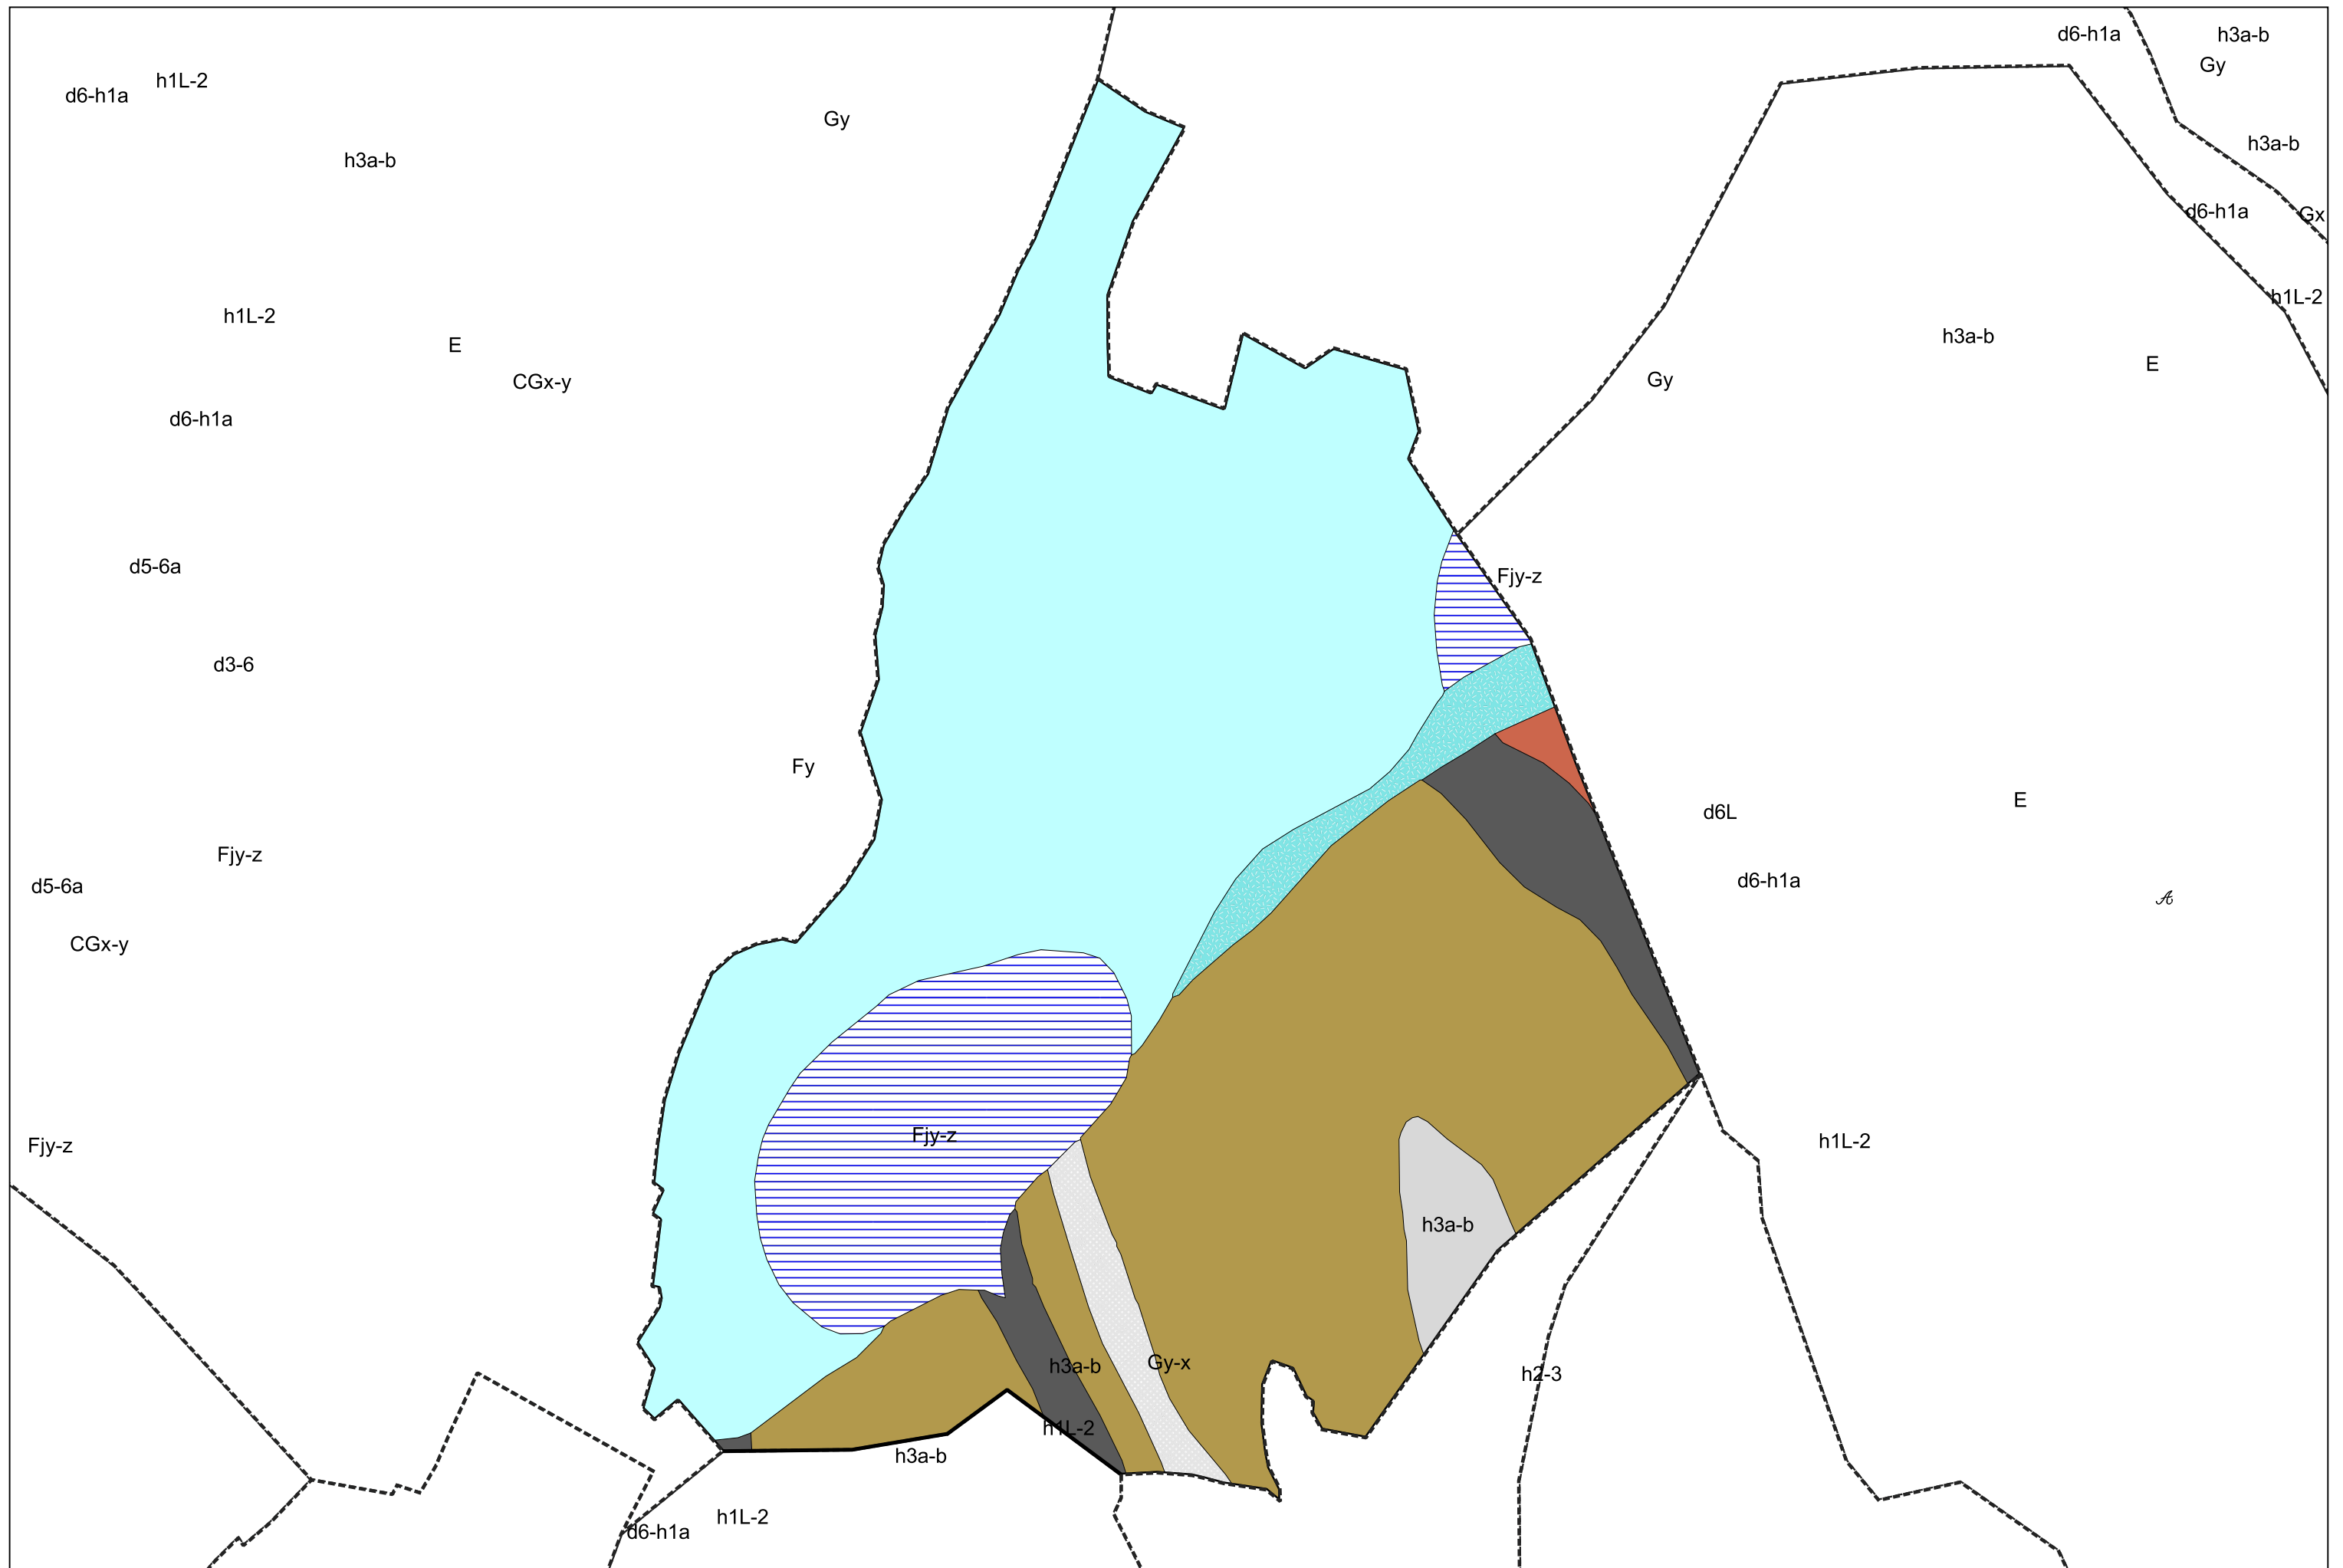 d6-h1a
h3a-b
Gy
h1L-2
d6-h1a
Gy
h3a-b
h3a-b
d6-h1a
Gx
h1L-2
h1L-2
h3a-b
E
E
Gy
CGx-y
d6-h1a
d5-6a
Fjy-z
d3-6
Fy
E
d6L
Fjy-z
d6-h1a
d5-6a
CGx-y
Fjy-z
h1L-2
Fjy-z
h3a-b
Gy-x
h3a-b
h2-3
h1L-2
h3a-b
h1L-2
d6-h1a